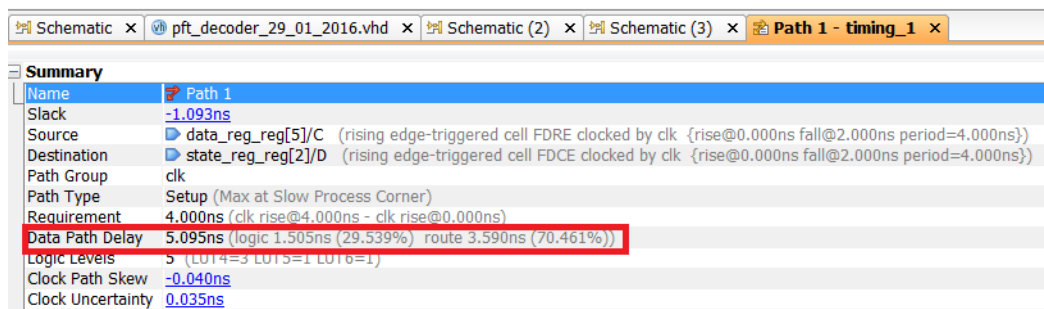 Schematic x pft_decoder_29_01_2016.vhd x Schematic (2) x Schematic (3) x Path 1 - timing_1 x
Summary
Name Path 1
Slack -1.093ns
Source data_reg_reg[5]/C (rising edge-triggered cell FDRE clocked by clk {rise@0.000ns fall@2.000ns period=4.000ns})
Destination state_reg_reg[2]/D (rising edge-triggered cell FDCE clocked by clk {rise@0.000ns fall@2.000ns period=4.000ns})
Path Group clk
Path Type Setup (Max at Slow Process Corner)
Requirement 4.000ns (clk rise@4.000ns - clk rise@0.000ns)
Data Path Delay 5.095ns (logic 1.505ns (29.539%) route 3.590ns (70.461%))
Logic Levels 5 (LUT4=3 LUT5=1 LUT6=1)
Clock Path Skew -0.040ns
Clock Uncertainty 0.035ns